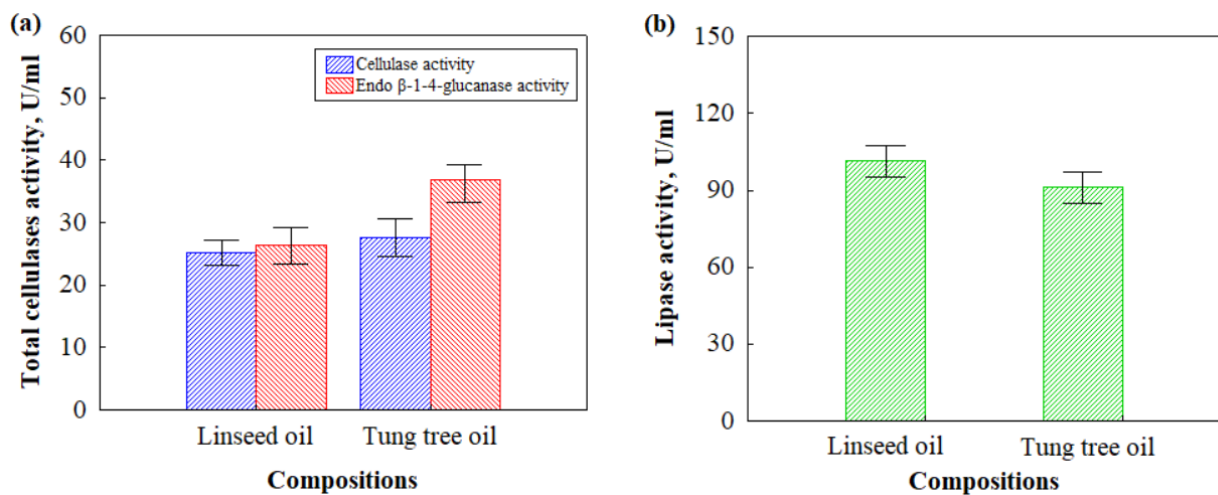 (a)
Total cellulases activity, U/ml
60
50
40
30
20
10
0
Cellulase activity
Endo β-1-4-glucanase activity
Linseed oil
Tung tree oil
Compositions
(b)
Lipase activity, U/ml
150
120
90
60
30
0
Linseed oil
Tung tree oil
Compositions